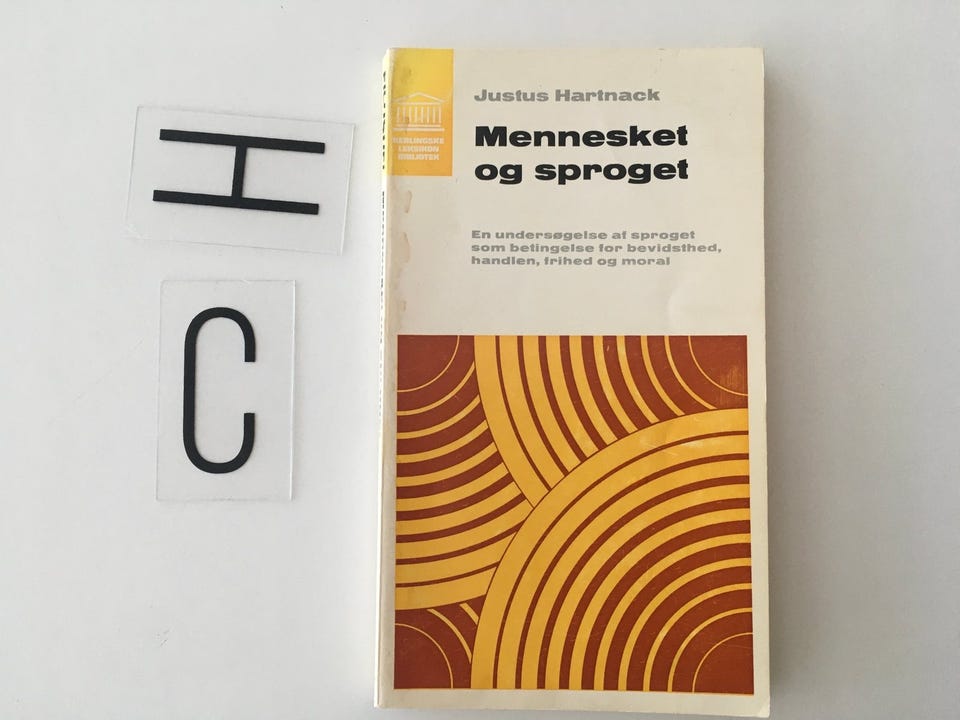 H
C
BERLINGSKE
LEKSIKON
BIBLIOTEK
Justus Hartnack
Mennesket
og sproget
En undersøgelse af sproget
som betingelse for bevidsthed,
handlen, frihed og moral